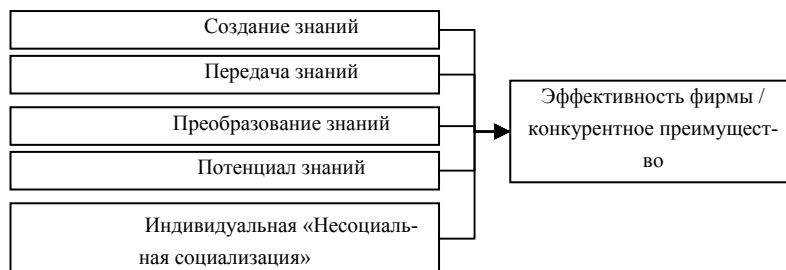 Создание знаний
Передача знаний
Преобразование знаний
Потенциал знаний
Индивидуальная «Несоциаль-
ная социализация»
Эффективность фирмы /
конкурентное преимущест-
во